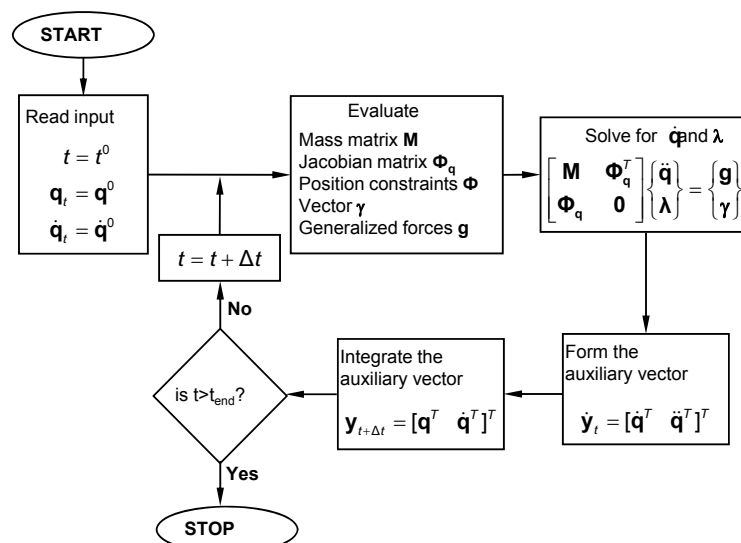 START
Read input
t = t⁰
q_t = q⁰
q̇_t = q̇⁰
Evaluate
Mass matrix M
Jacobian matrix Φ_q
Position constraints Φ
Vector γ
Generalized forces g
Solve for q̇ and λ
[M Φ_q^T; Φ_q 0] {q̈; λ} = {g; γ}
t = t + Δt
No
is t>t_end?
Yes
STOP
Integrate the
auxiliary vector
y_{t+Δt} = [q^T q̇^T]^T
Form the
auxiliary vector
ẏ_t = [q̇^T q̈^T]^T